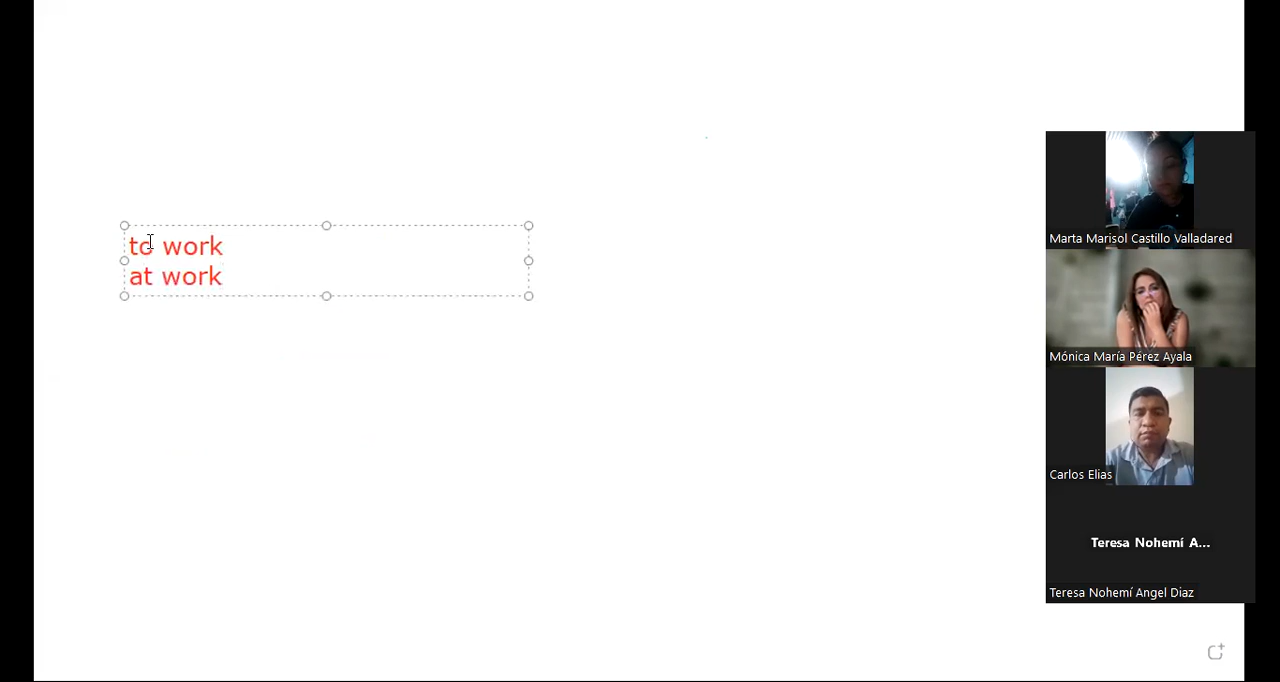 to work
at work
Marta Marisol Castillo Valladared
Mónica María Pérez Ayala
Carlos Elias
Teresa Nohemí A...
Teresa Nohemí Angel Diaz